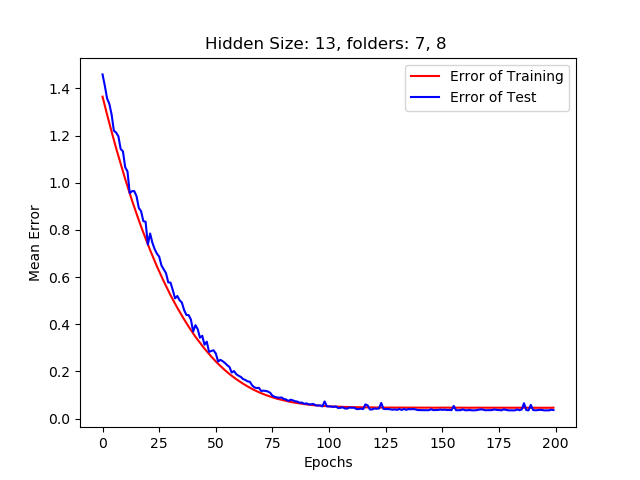 Hidden Size: 13, folders: 7, 8
Error of Training
Error of Test
Mean Error
1.4
1.2
1.0
0.8
0.6
0.4
0.2
0.0
0 25 50 75 100 125 150 175 200
Epochs